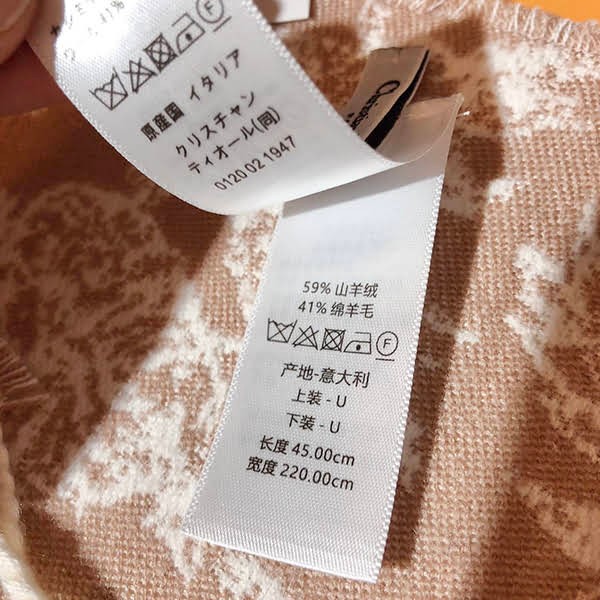 原産国 イタリア
クリスチャン
ティオール(同)
0120 02 1947
59% 山羊绒
41% 绵羊毛
F
产地-意大利
上装 - U
下装 - U
长度 45.00cm
宽度 220.00cm